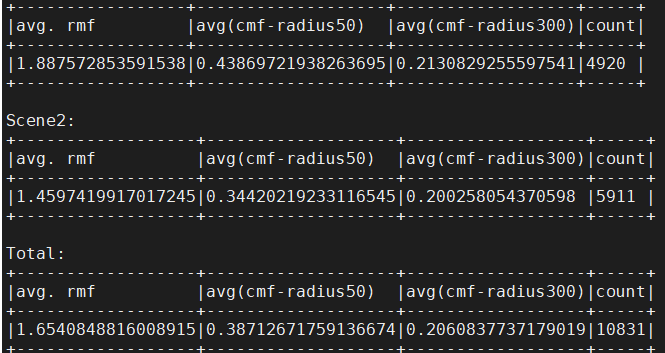 +-----------------+------------------+------------------+-----+
|avg. rmf         |avg(cmf-radius50) |avg(cmf-radius300)|count|
+-----------------+------------------+------------------+-----+
|1.887572853591538|0.43869721938263695|0.2130829255597541|4920 |
+-----------------+------------------+------------------+-----+
Scene2:
+------------------+-------------------+------------------+-----+
|avg. rmf          |avg(cmf-radius50)  |avg(cmf-radius300)|count|
+------------------+-------------------+------------------+-----+
|1.4597419917017245|0.34420219233116545|0.200258054370598 |5911 |
+------------------+-------------------+------------------+-----+
Total:
+------------------+-------------------+------------------+-----+
|avg. rmf          |avg(cmf-radius50)  |avg(cmf-radius300)|count|
+------------------+-------------------+------------------+-----+
|1.6540848816008915|0.38712671759136674|0.2060837737179019|10831|
+------------------+-------------------+------------------+-----+